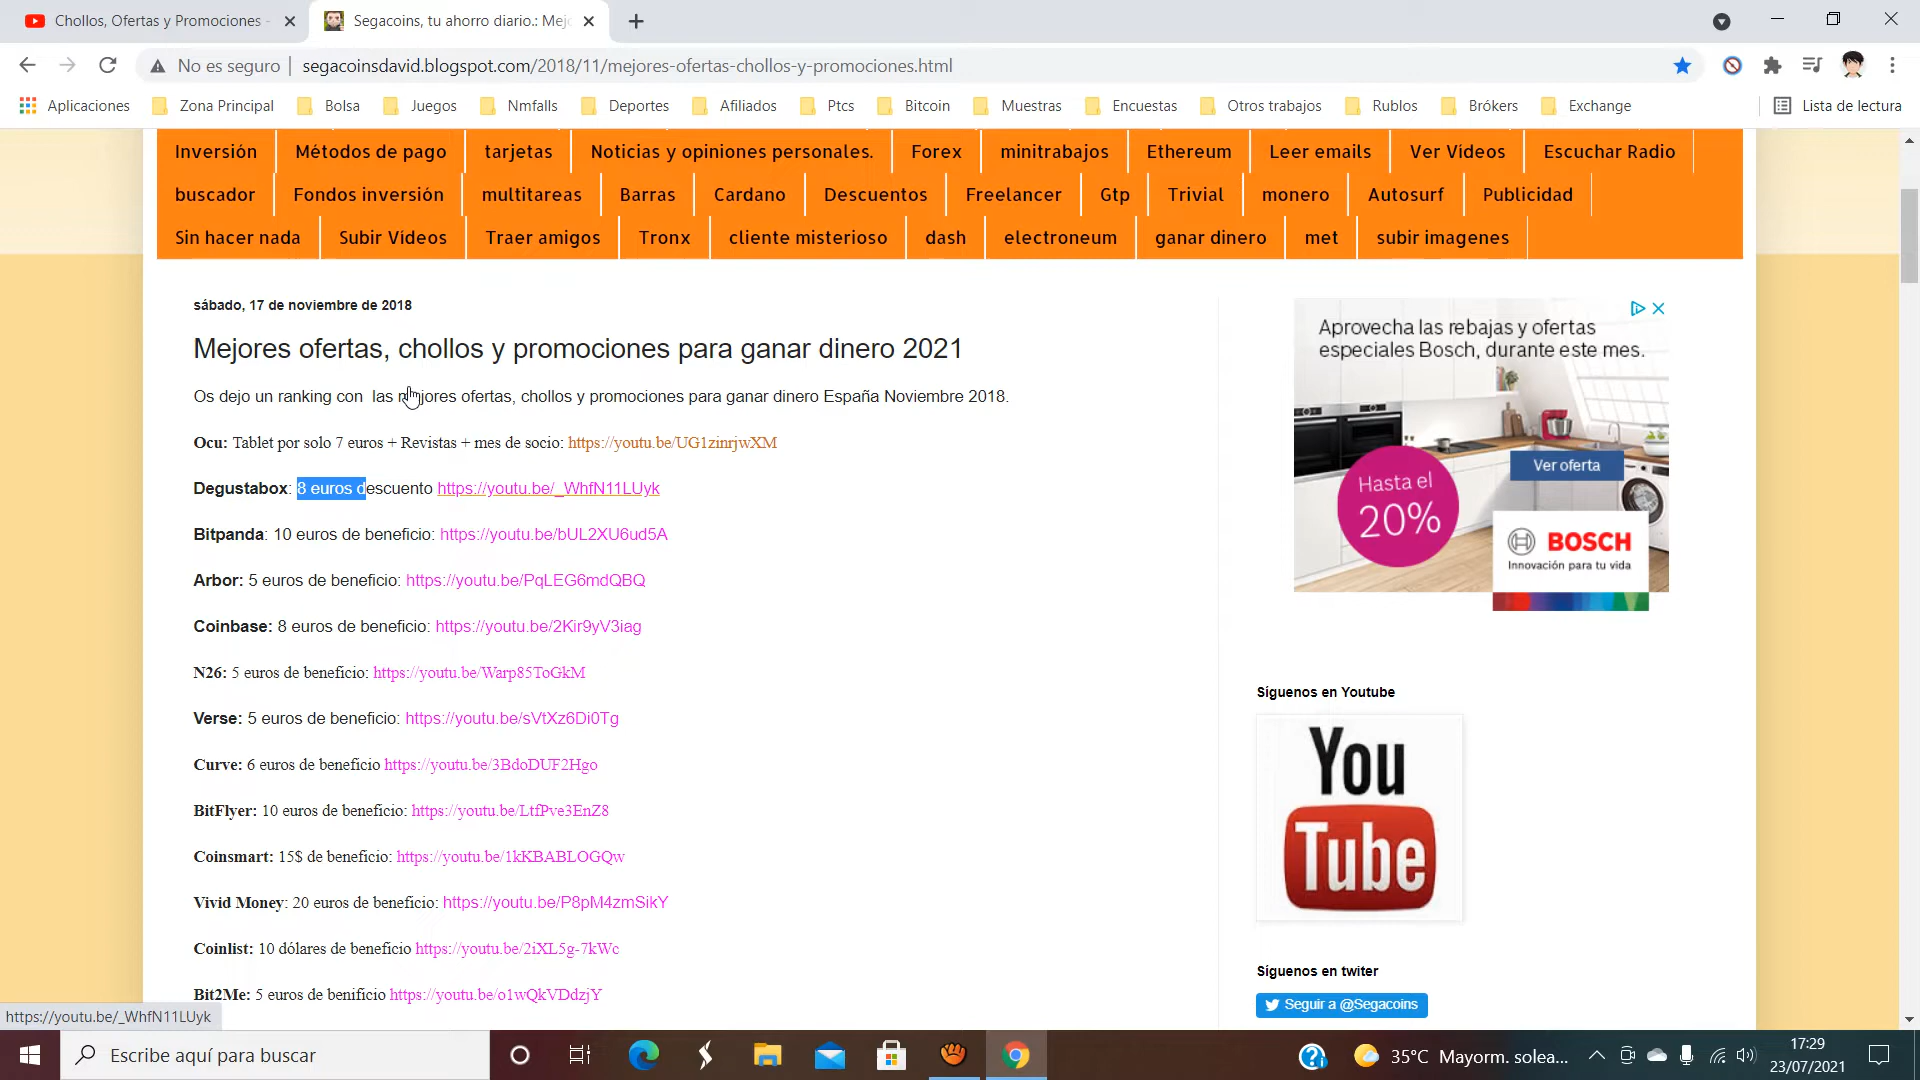 Chollos, Ofertas y Promociones -
Segacoins, tu ahorro diario.: Mejo
No es seguro | segacoinsdavid.blogspot.com/2018/11/mejores-ofertas-chollos-y-promociones.html
Aplicaciones Zona Principal Bolsa Juegos Nmfalls Deportes Afiliados Ptcs Bitcoin Muestras Encuestas Otros trabajos Rublos Brókers Exchange Lista de lectura
Inversión Métodos de pago tarjetas Noticias y opiniones personales. Forex minitrabajos Ethereum Leer emails Ver Vídeos Escuchar Radio
buscador Fondos inversión multitareas Barras Cardano Descuentos Freelancer Gtp Trivial monero Autosurf Publicidad
Sin hacer nada Subir Vídeos Traer amigos Tronx cliente misterioso dash electroneum ganar dinero met subir imagenes
sábado, 17 de noviembre de 2018
Mejores ofertas, chollos y promociones para ganar dinero 2021
Os dejo un ranking con las mejores ofertas, chollos y promociones para ganar dinero España Noviembre 2018.
Ocu: Tablet por solo 7 euros + Revistas + mes de socio: https://youtu.be/UG1zinrjwXM
Degustabox: 8 euros descuento https://youtu.be/_WhfN11LUyk
Bitpanda: 10 euros de beneficio: https://youtu.be/bUL2XU6ud5A
Arbor: 5 euros de beneficio: https://youtu.be/PqLEG6mdQBQ
Coinbase: 8 euros de beneficio: https://youtu.be/2Kir9yV3iag
N26: 5 euros de beneficio: https://youtu.be/Warp85ToGkM
Verse: 5 euros de beneficio: https://youtu.be/sVtXz6Di0Tg
Curve: 6 euros de beneficio https://youtu.be/3BdoDUF2Hgo
BitFlyer: 10 euros de beneficio: https://youtu.be/LtfPve3EnZ8
Coinsmart: 15$ de beneficio: https://youtu.be/1kKBABLOGQw
Vivid Money: 20 euros de beneficio: https://youtu.be/P8pM4zmSikY
Coinlist: 10 dólares de beneficio https://youtu.be/2iXL5g-7kWc
Bit2Me: 5 euros de benificio https://youtu.be/o1wQkVDdzjY
Aprovecha las rebajas y ofertas
especiales Bosch, durante este mes.
Ver oferta
Hasta el
20%
BOSCH
Innovación para tu vida
Síguenos en Youtube
You
Tube
Síguenos en twiter
Seguir a @Segacoins
https://youtu.be/_WhfN11LUyk
Escribe aquí para buscar
35°C Mayorm. solea...
17:29
23/07/2021